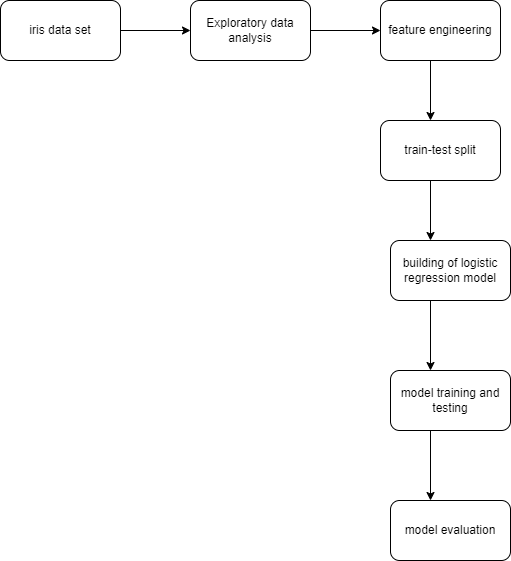 iris data set
Exploratory data
analysis
feature engineering
train-test split
building of logistic
regression model
model training and
testing
model evaluation